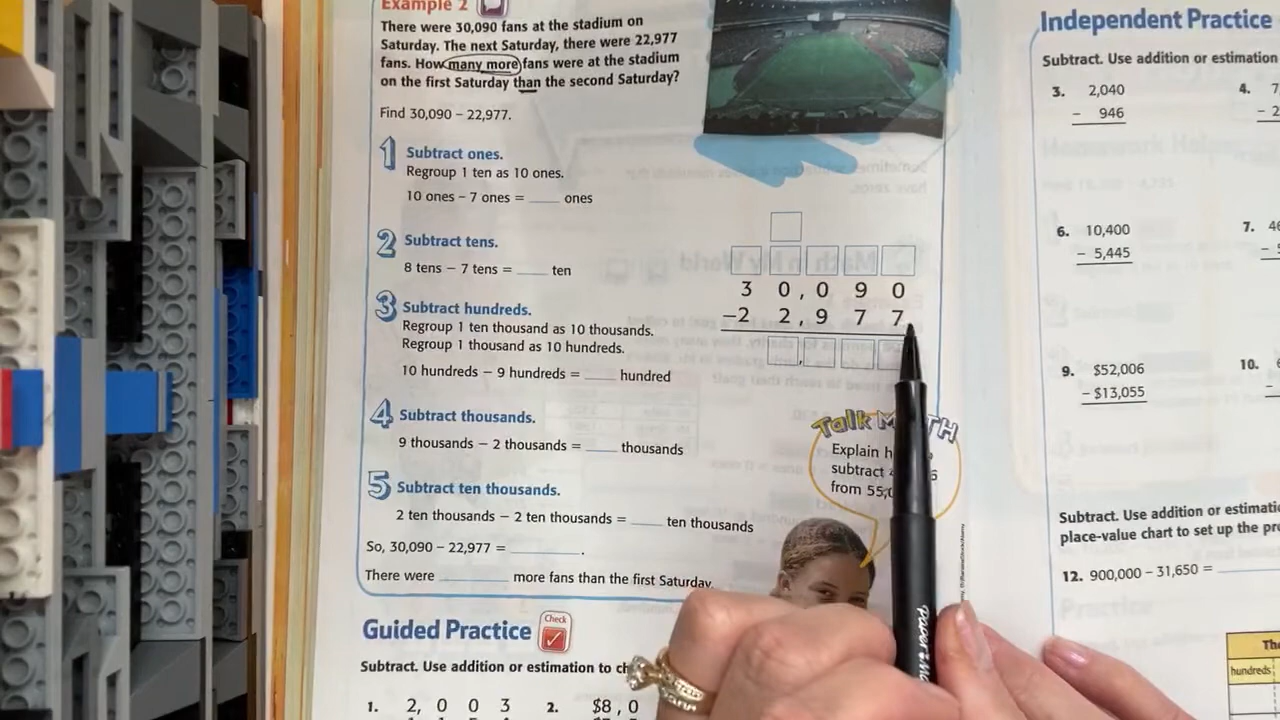 Example 2
There were 30,090 fans at the stadium on
Saturday. The next Saturday, there were 22,977
fans. How many more fans were at the stadium
on the first Saturday than the second Saturday?
Find 30,090 – 22,977.
1 Subtract ones.
Regroup 1 ten as 10 ones.
10 ones – 7 ones = ____ ones
2 Subtract tens.
8 tens – 7 tens = ____ ten
3 Subtract hundreds.
Regroup 1 ten thousand as 10 thousands.
Regroup 1 thousand as 10 hundreds.
10 hundreds – 9 hundreds = ____ hundred
4 Subtract thousands.
9 thousands – 2 thousands = ____ thousands
5 Subtract ten thousands.
2 ten thousands – 2 ten thousands = ____ ten thousands
So, 30,090 – 22,977 = ________.
There were ________ more fans than the first Saturday.
3 0 , 0 9 0
–2 2 , 9 7 7
Talk M TH
Explain h
subtract
from 55,
Guided Practice
Check
Subtract. Use addition or estimation to ch
1. 2, 0 0 3
2. $8 , 0
Independent Practice
Subtract. Use addition or estimation
3. 2,040
– 946
4. 7
– 2
6. 10,400
– 5,445
7. 4
–
9. $52,006
– $13,055
10.
–
Subtract. Use addition or estimati
place-value chart to set up the pr
12. 900,000 – 31,650 = ________
Th
hundreds
Paper Ma